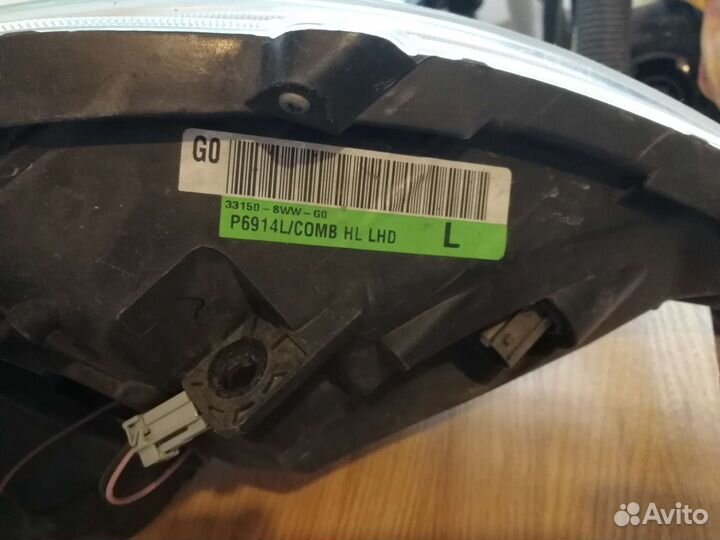 G0
33150-SWW-G0
P6914L/COMB HL LHD L
Avito